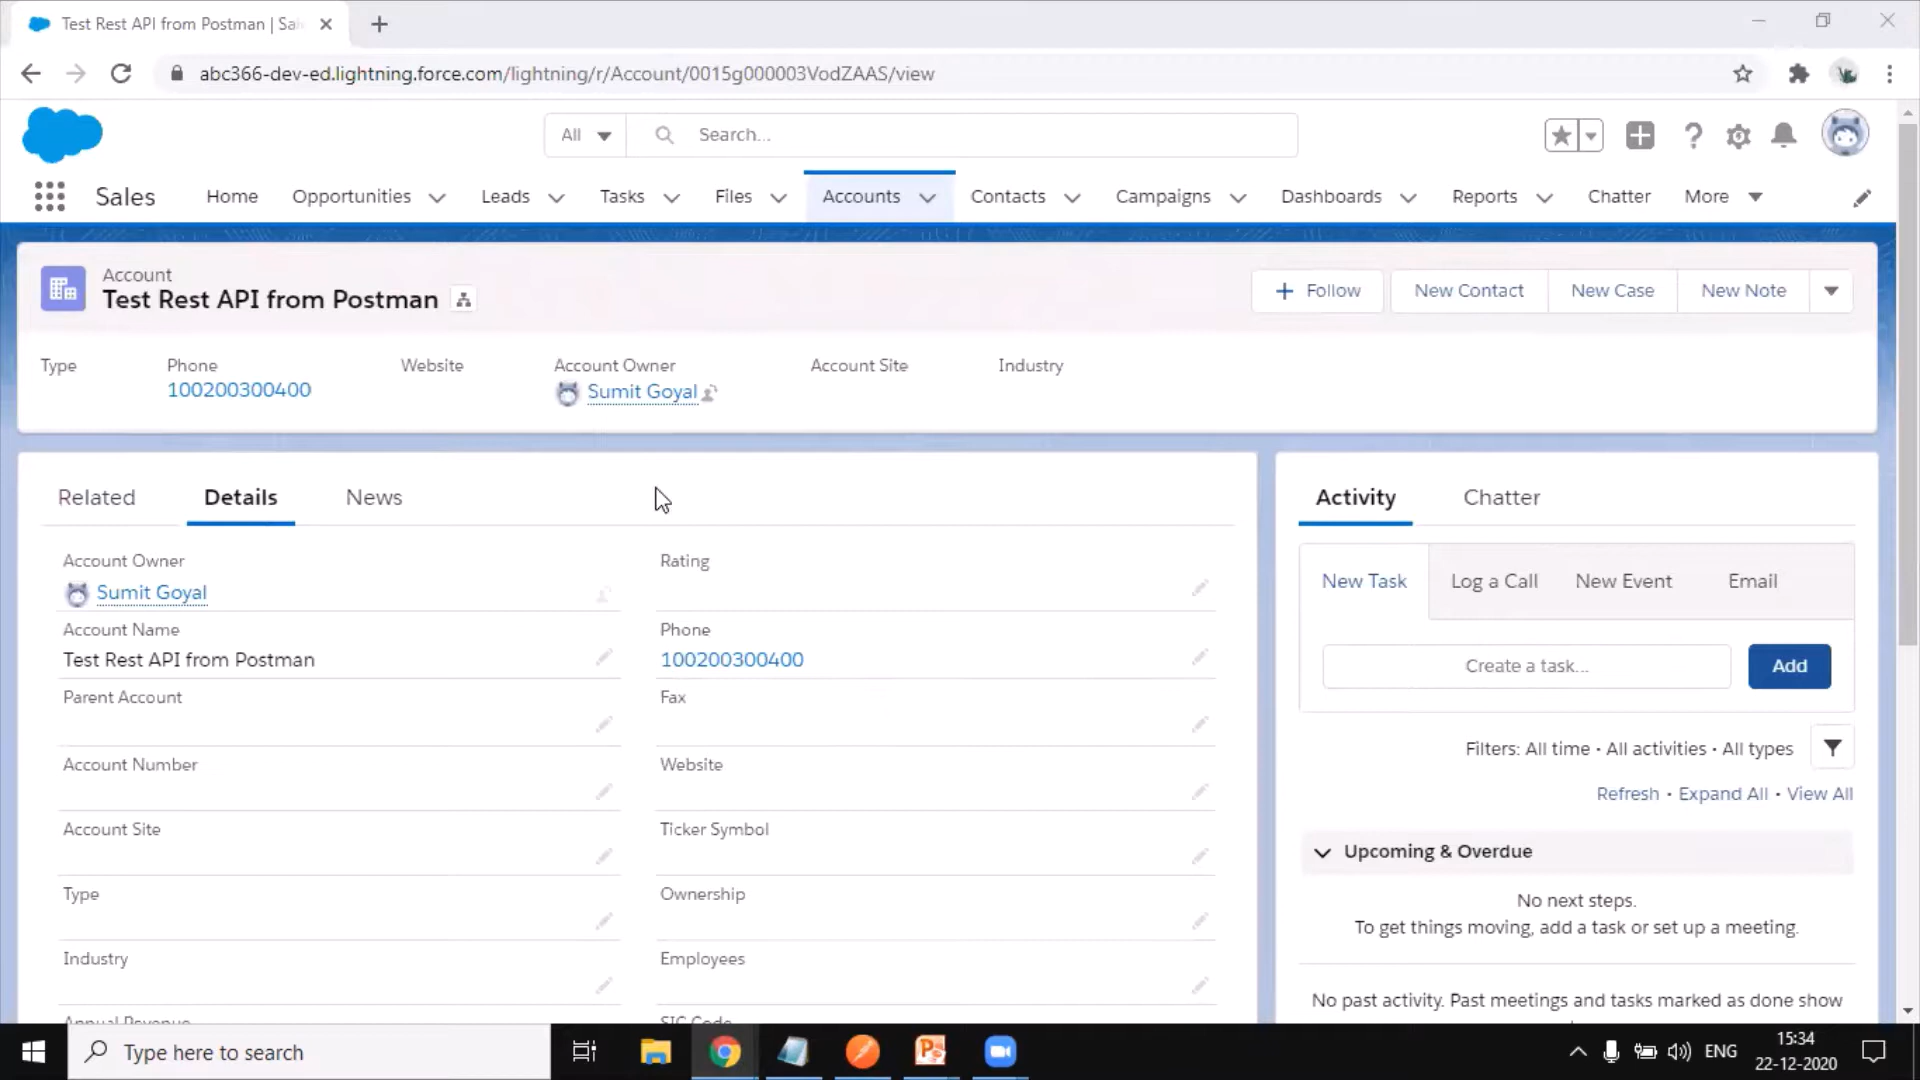 Test Rest API from Postman | Sal
abc366-dev-ed.lightning.force.com/lightning/r/Account/0015g000003VodZAAS/view
All Search...
Sales Home Opportunities Leads Tasks Files Accounts Contacts Campaigns Dashboards Reports Chatter More
Account
Test Rest API from Postman
Follow New Contact New Case New Note
Type Phone Website Account Owner Account Site Industry
100200300400 Sumit Goyal
Related Details News
Account Owner Rating
Sumit Goyal
Account Name Phone
Test Rest API from Postman 100200300400
Parent Account Fax
Account Number Website
Account Site Ticker Symbol
Type Ownership
Industry Employees
Annual Revenue SIC Code
Activity Chatter
New Task Log a Call New Event Email
Create a task... Add
Filters: All time • All activities • All types
Refresh • Expand All • View All
Upcoming & Overdue
No next steps.
To get things moving, add a task or set up a meeting.
No past activity. Past meetings and tasks marked as done show
Type here to search
ENG
15:34
22-12-2020